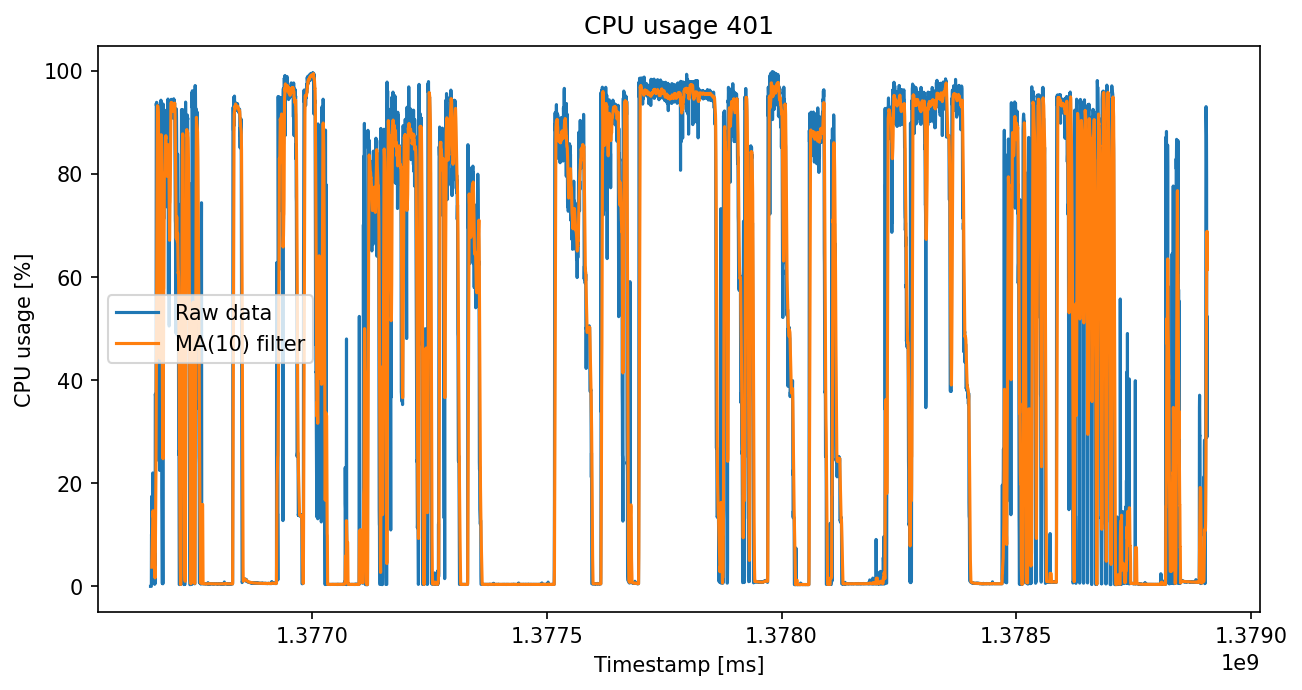 CPU usage 401
CPU usage [%]
100
80
60
40
20
0
Raw data
MA(10) filter
1.3770
1.3775
1.3780
1.3785
1.3790
1e9
Timestamp [ms]